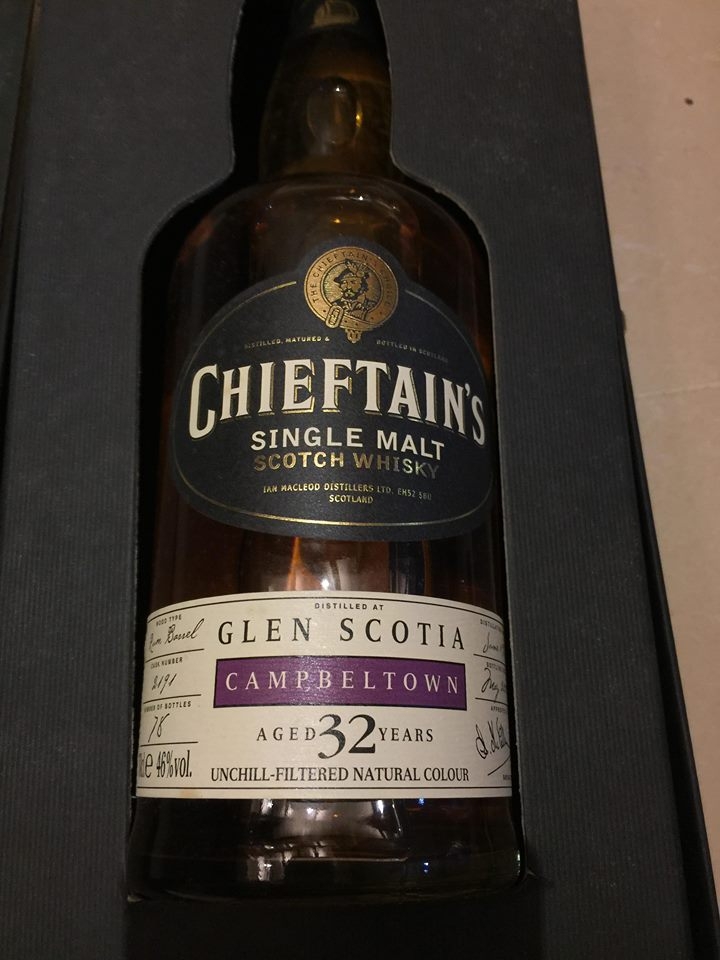 THE CHIEFTAIN'S
DISTILLED, MATURED & BOTTLED IN SCOTLAND
CHIEFTAIN'S
SINGLE MALT
SCOTCH WHISKY
IAN MACLEOD DISTILLERS LTD. EH52 5BU
SCOTLAND
WOOD TYPE
Rum Barrel
CASK NUMBER
2191
NUMBER OF BOTTLES
78
e 46%vol.
DISTILLED AT
GLEN SCOTIA
CAMPBELTOWN
AGED 32 YEARS
UNCHILL-FILTERED NATURAL COLOUR
June
May